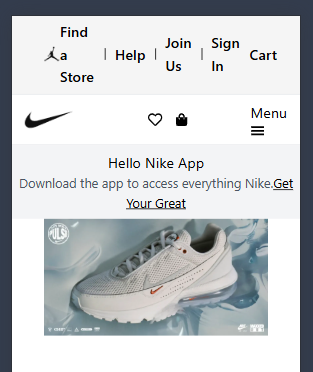 Find a Store | Help | Join Us | Sign In Cart
Menu
Hello Nike App
Download the app to access everything Nike.Get
Your Great
PULSE